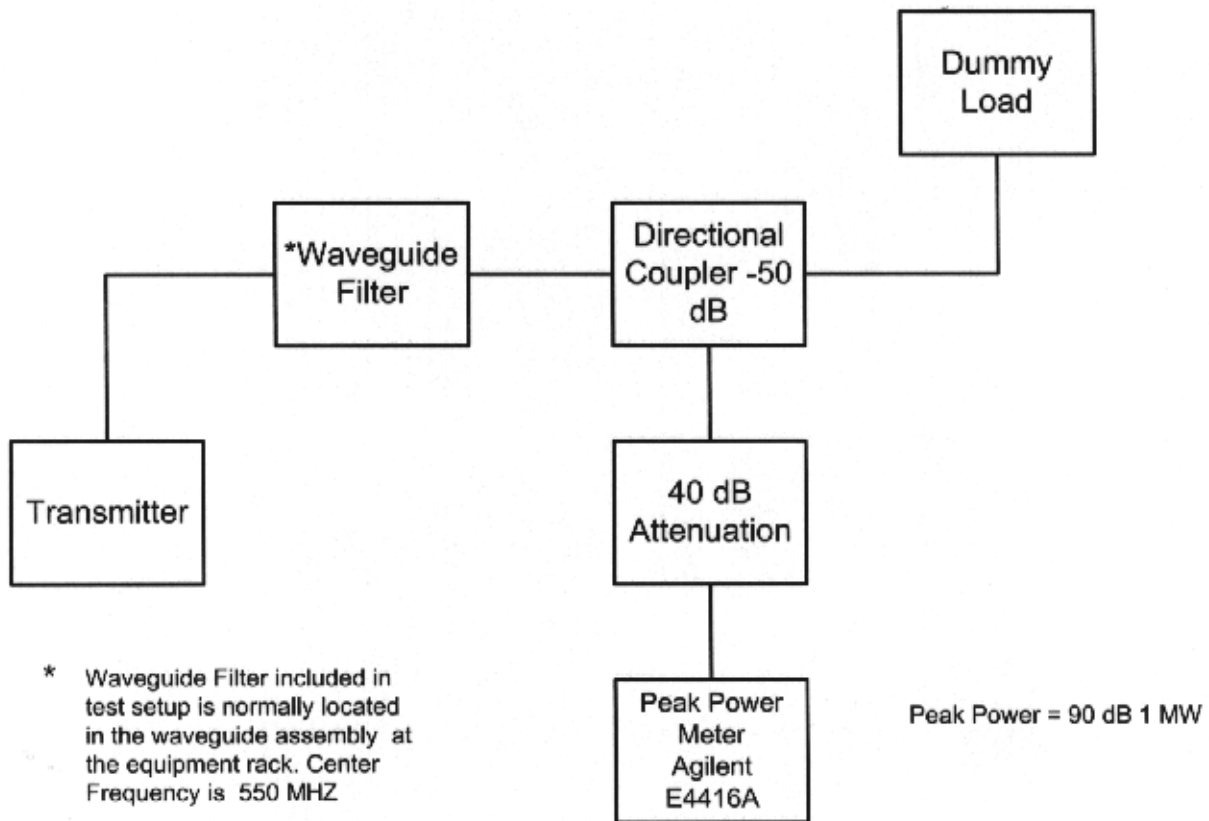 Dummy
Load
*Waveguide
Filter
Directional
Coupler -50
dB
Transmitter
40 dB
Attenuation
Peak Power
Meter
Agilent
E4416A
Peak Power = 90 dB 1 MW
* Waveguide Filter included in
test setup is normally located
in the waveguide assembly at
the equipment rack. Center
Frequency is 550 MHZ